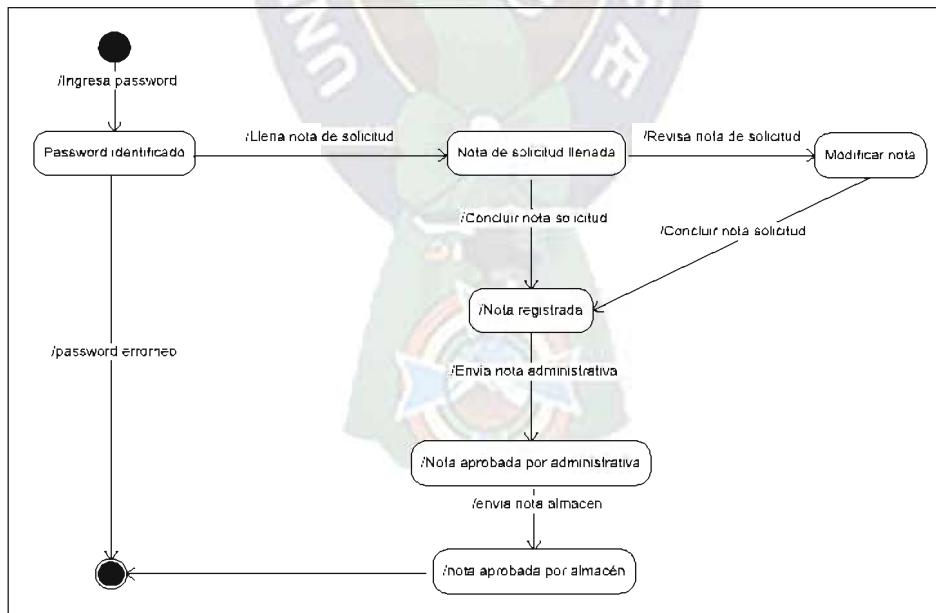 UN
Æ
/Ingresa password
Password identificado
/Llena nota de solicitud
Nota de solicitud llenada
/Revisa nota de solicitud
Modificar nota
/Concluir nota solicitud
/Concluir nota solicitud
/Nota registrada
/password erroneo
/Envia nota administrativa
/Nota aprobada por administrativa
/envia nota almacen
/nota aprobada por almacén